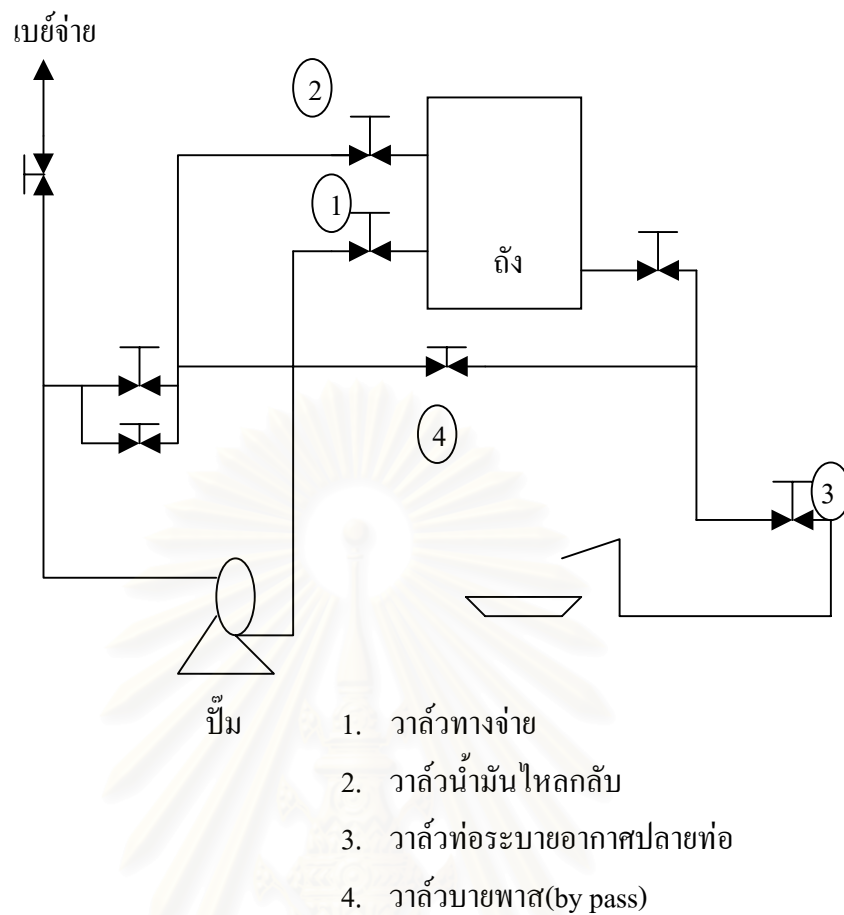 เบย์จ่าย
2
1
ถัง
4
3
ปั๊ม
1. วาล์วทางจ่าย
2. วาล์วน้ำมันไหลกลับ
3. วาล์วท่อระบายอากาศปลายท่อ
4. วาล์วบายพาส(by pass)